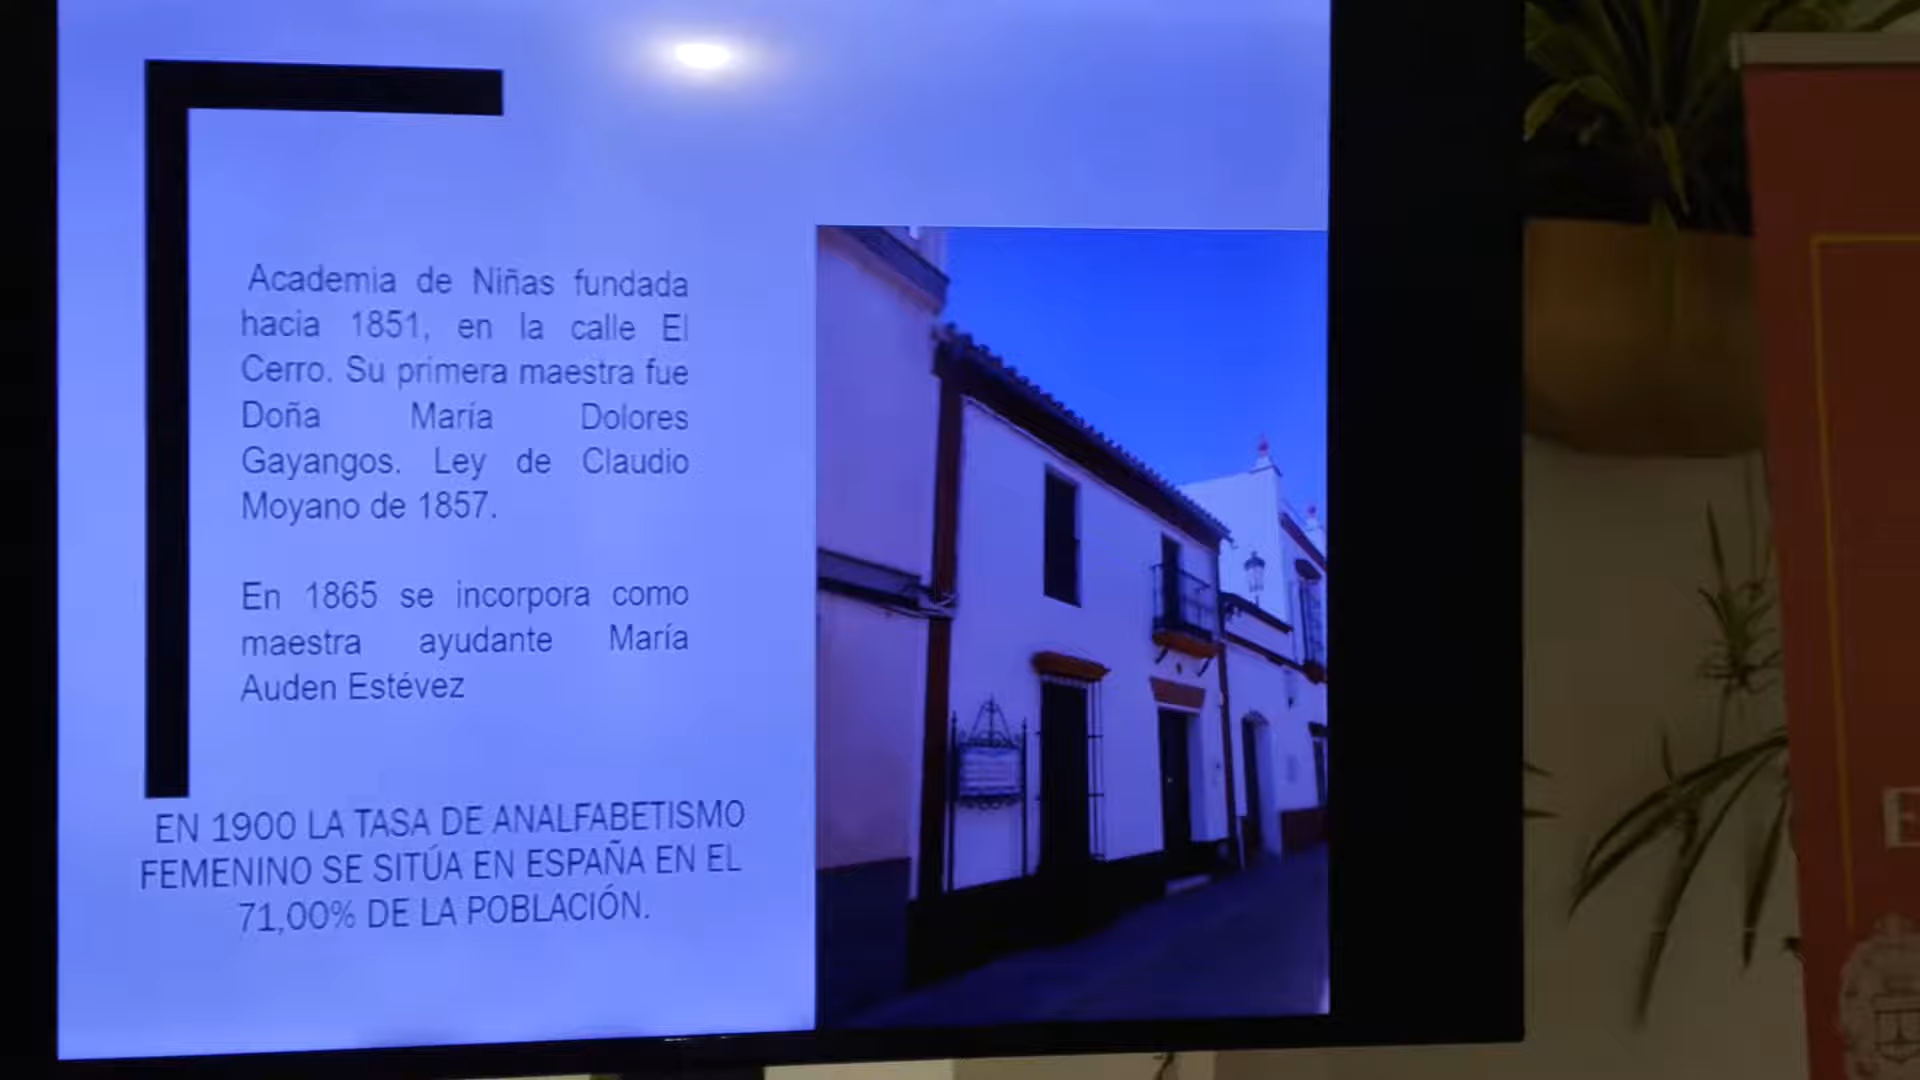 Academia de Niñas fundada
hacia 1851, en la calle El
Cerro. Su primera maestra fue
Doña María Dolores
Gayangos. Ley de Claudio
Moyano de 1857.
En 1865 se incorpora como
maestra ayudante María
Auden Estévez
EN 1900 LA TASA DE ANALFABETISMO
FEMENINO SE SITÚA EN ESPAÑA EN EL
71,00% DE LA POBLACIÓN.